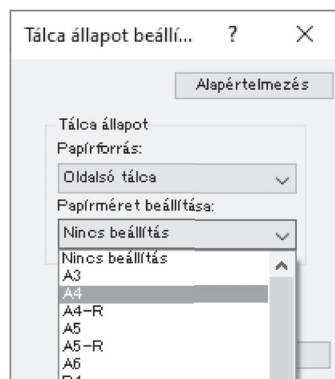 Tálca állapot beállí... ?
Alapértelmezés
Tálca állapot
Papírforrás:
Oldalsó tálca
Papírméret beállítása:
Nincs beállítás
Nincs beállítás
A3
A4
A4-R
A5
A5-R
A6